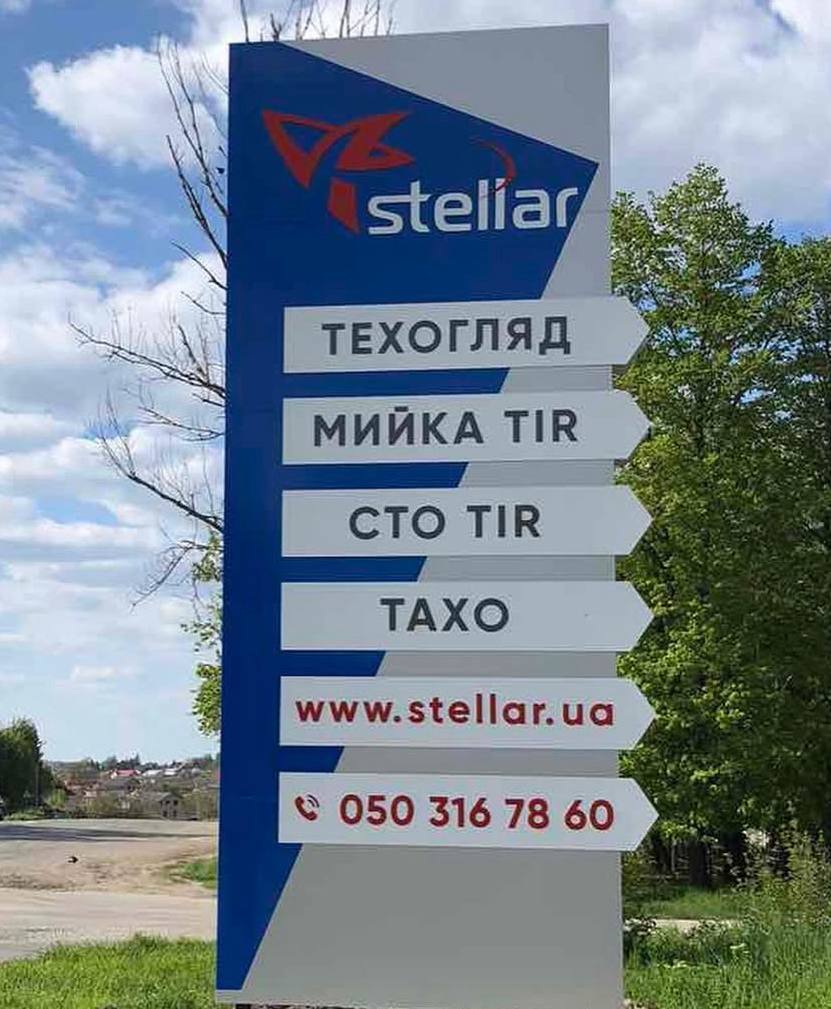 stellar
ТЕХОГЛЯД
МИЙКА TIR
СТО TIR
ТАХО
www.stellar.ua
050 316 78 60